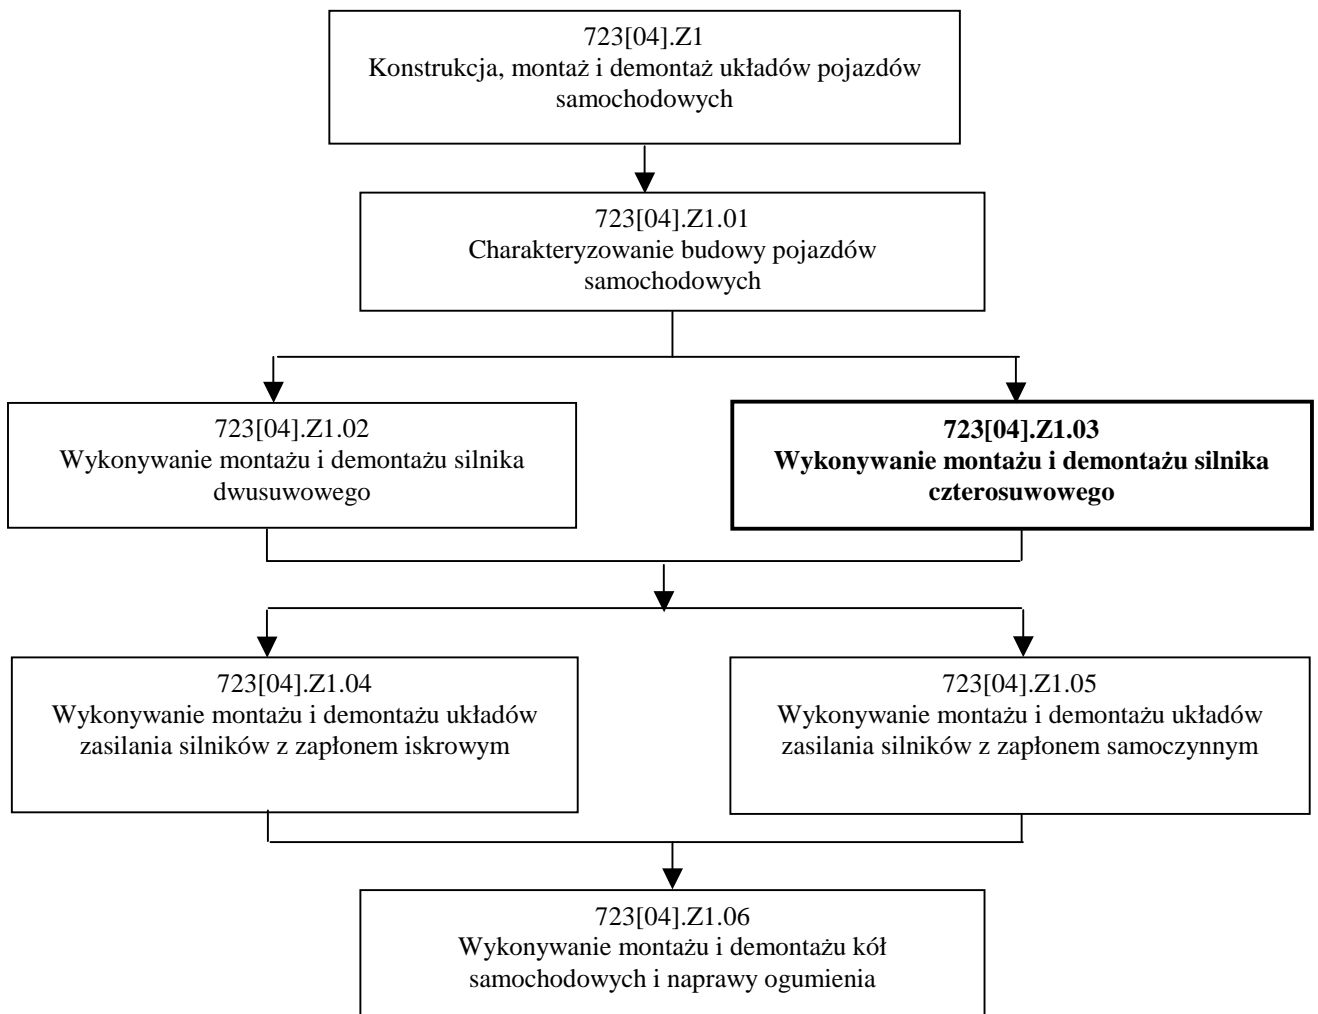 723[04].Z1
Konstrukcja, montaż i demontaż układów pojazdów
samochodowych
723[04].Z1.01
Charakteryzowanie budowy pojazdów
samochodowych
723[04].Z1.02
Wykonywanie montażu i demontażu silnika
dwusuwowego
723[04].Z1.03
Wykonywanie montażu i demontażu silnika
czterosuwowego
723[04].Z1.04
Wykonywanie montażu i demontażu układów
zasilania silników z zapłonem iskrowym
723[04].Z1.05
Wykonywanie montażu i demontażu układów
zasilania silników z zapłonem samoczynnym
723[04].Z1.06
Wykonywanie montażu i demontażu kół
samochodowych i naprawy ogumienia